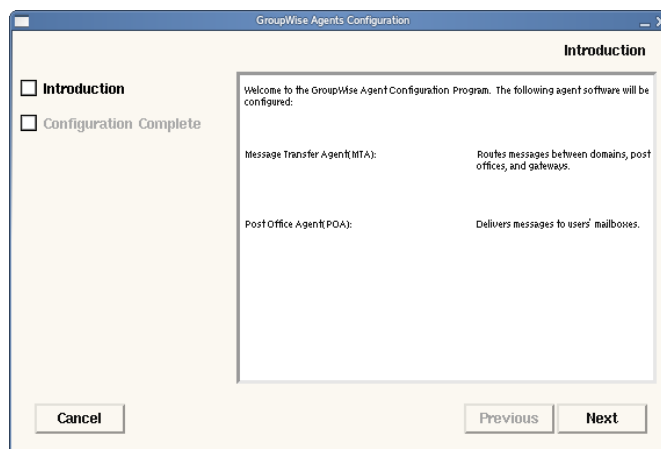 GroupWise Agents Configuration
Introduction
Introduction
Configuration Complete
Welcome to the GroupWise Agent Configuration Program. The following agent software will be
configured:
Message Transfer Agent(MTA): Routes messages between domains, post
offices, and gateways.
Post Office Agent(POA): Delivers messages to users' mailboxes.
Cancel
Previous
Next